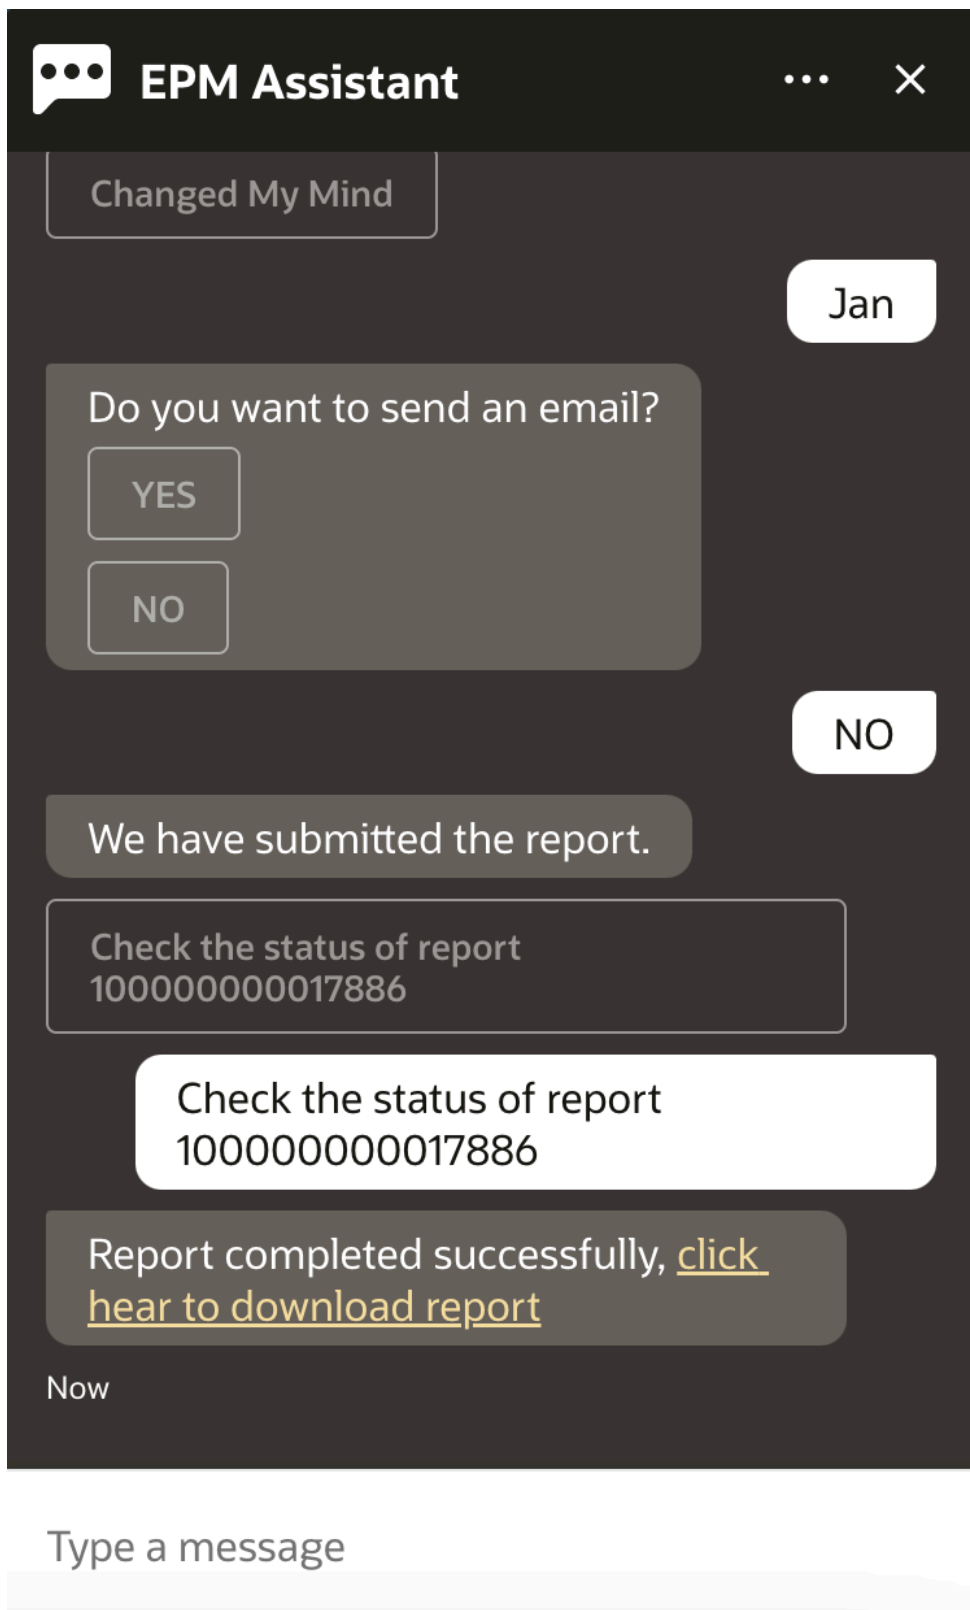 EPM Assistant
Changed My Mind
Jan
Do you want to send an email?
YES
NO
NO
We have submitted the report.
Check the status of report
100000000017886
Check the status of report
100000000017886
Report completed successfully, click
hear to download report
Now
Type a message